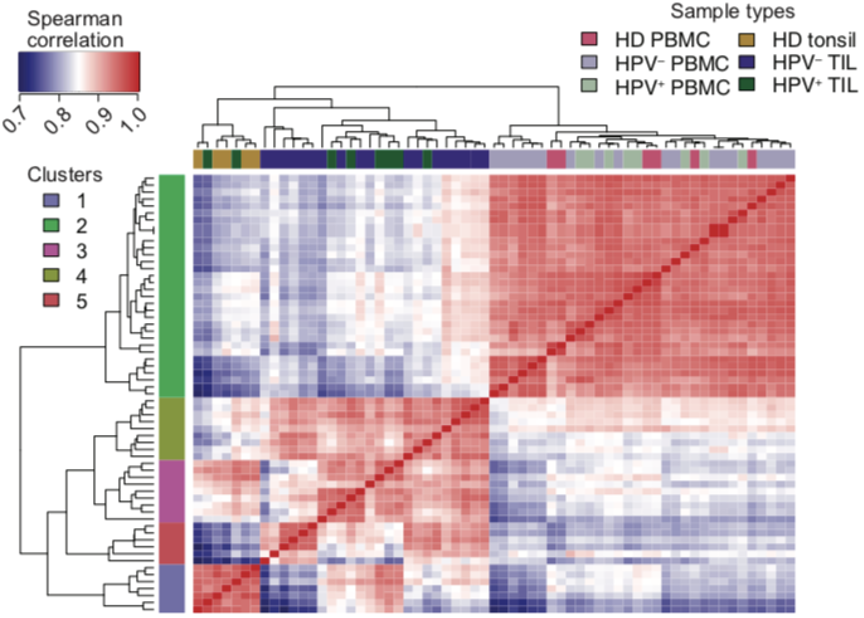 Spearman
correlation
0.7
0.8
0.9
1.0
Sample types
HD PBMC
HD tonsil
HPV⁻ PBMC
HPV⁻ TIL
HPV⁺ PBMC
HPV⁺ TIL
Clusters
1
2
3
4
5